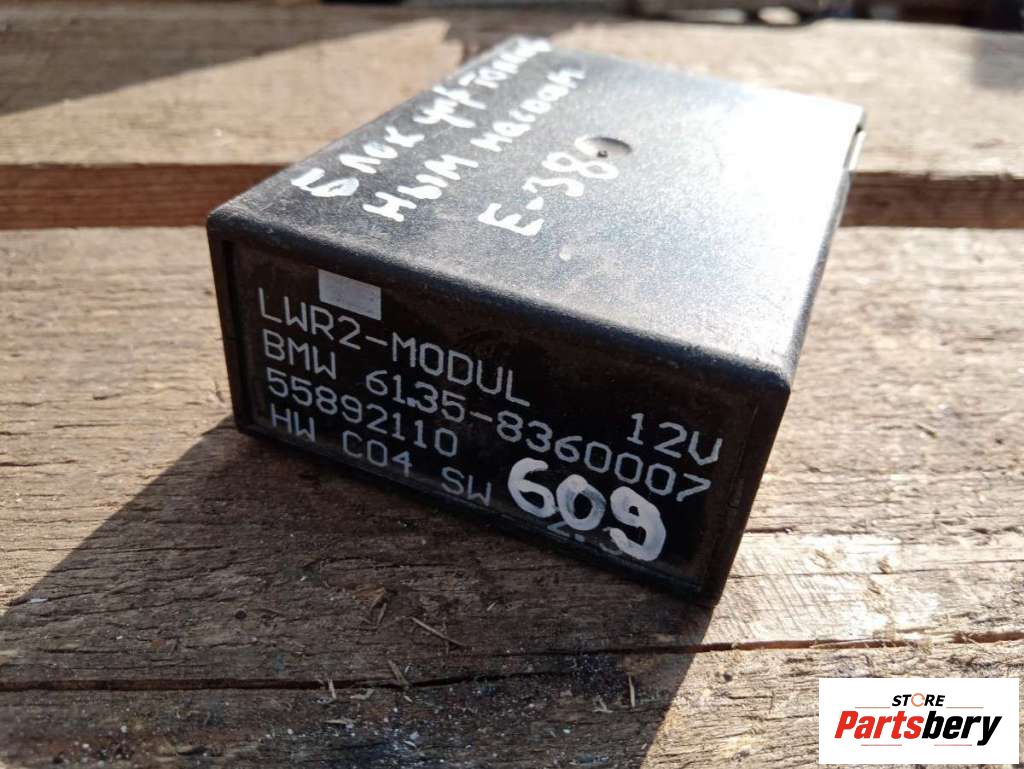 Блок упр топлив
ным насосом
E-38
LWR2-MODUL 12V
BMW 61.35-8360007
55892110
HW C04 SW
609
STORE
Partsbery